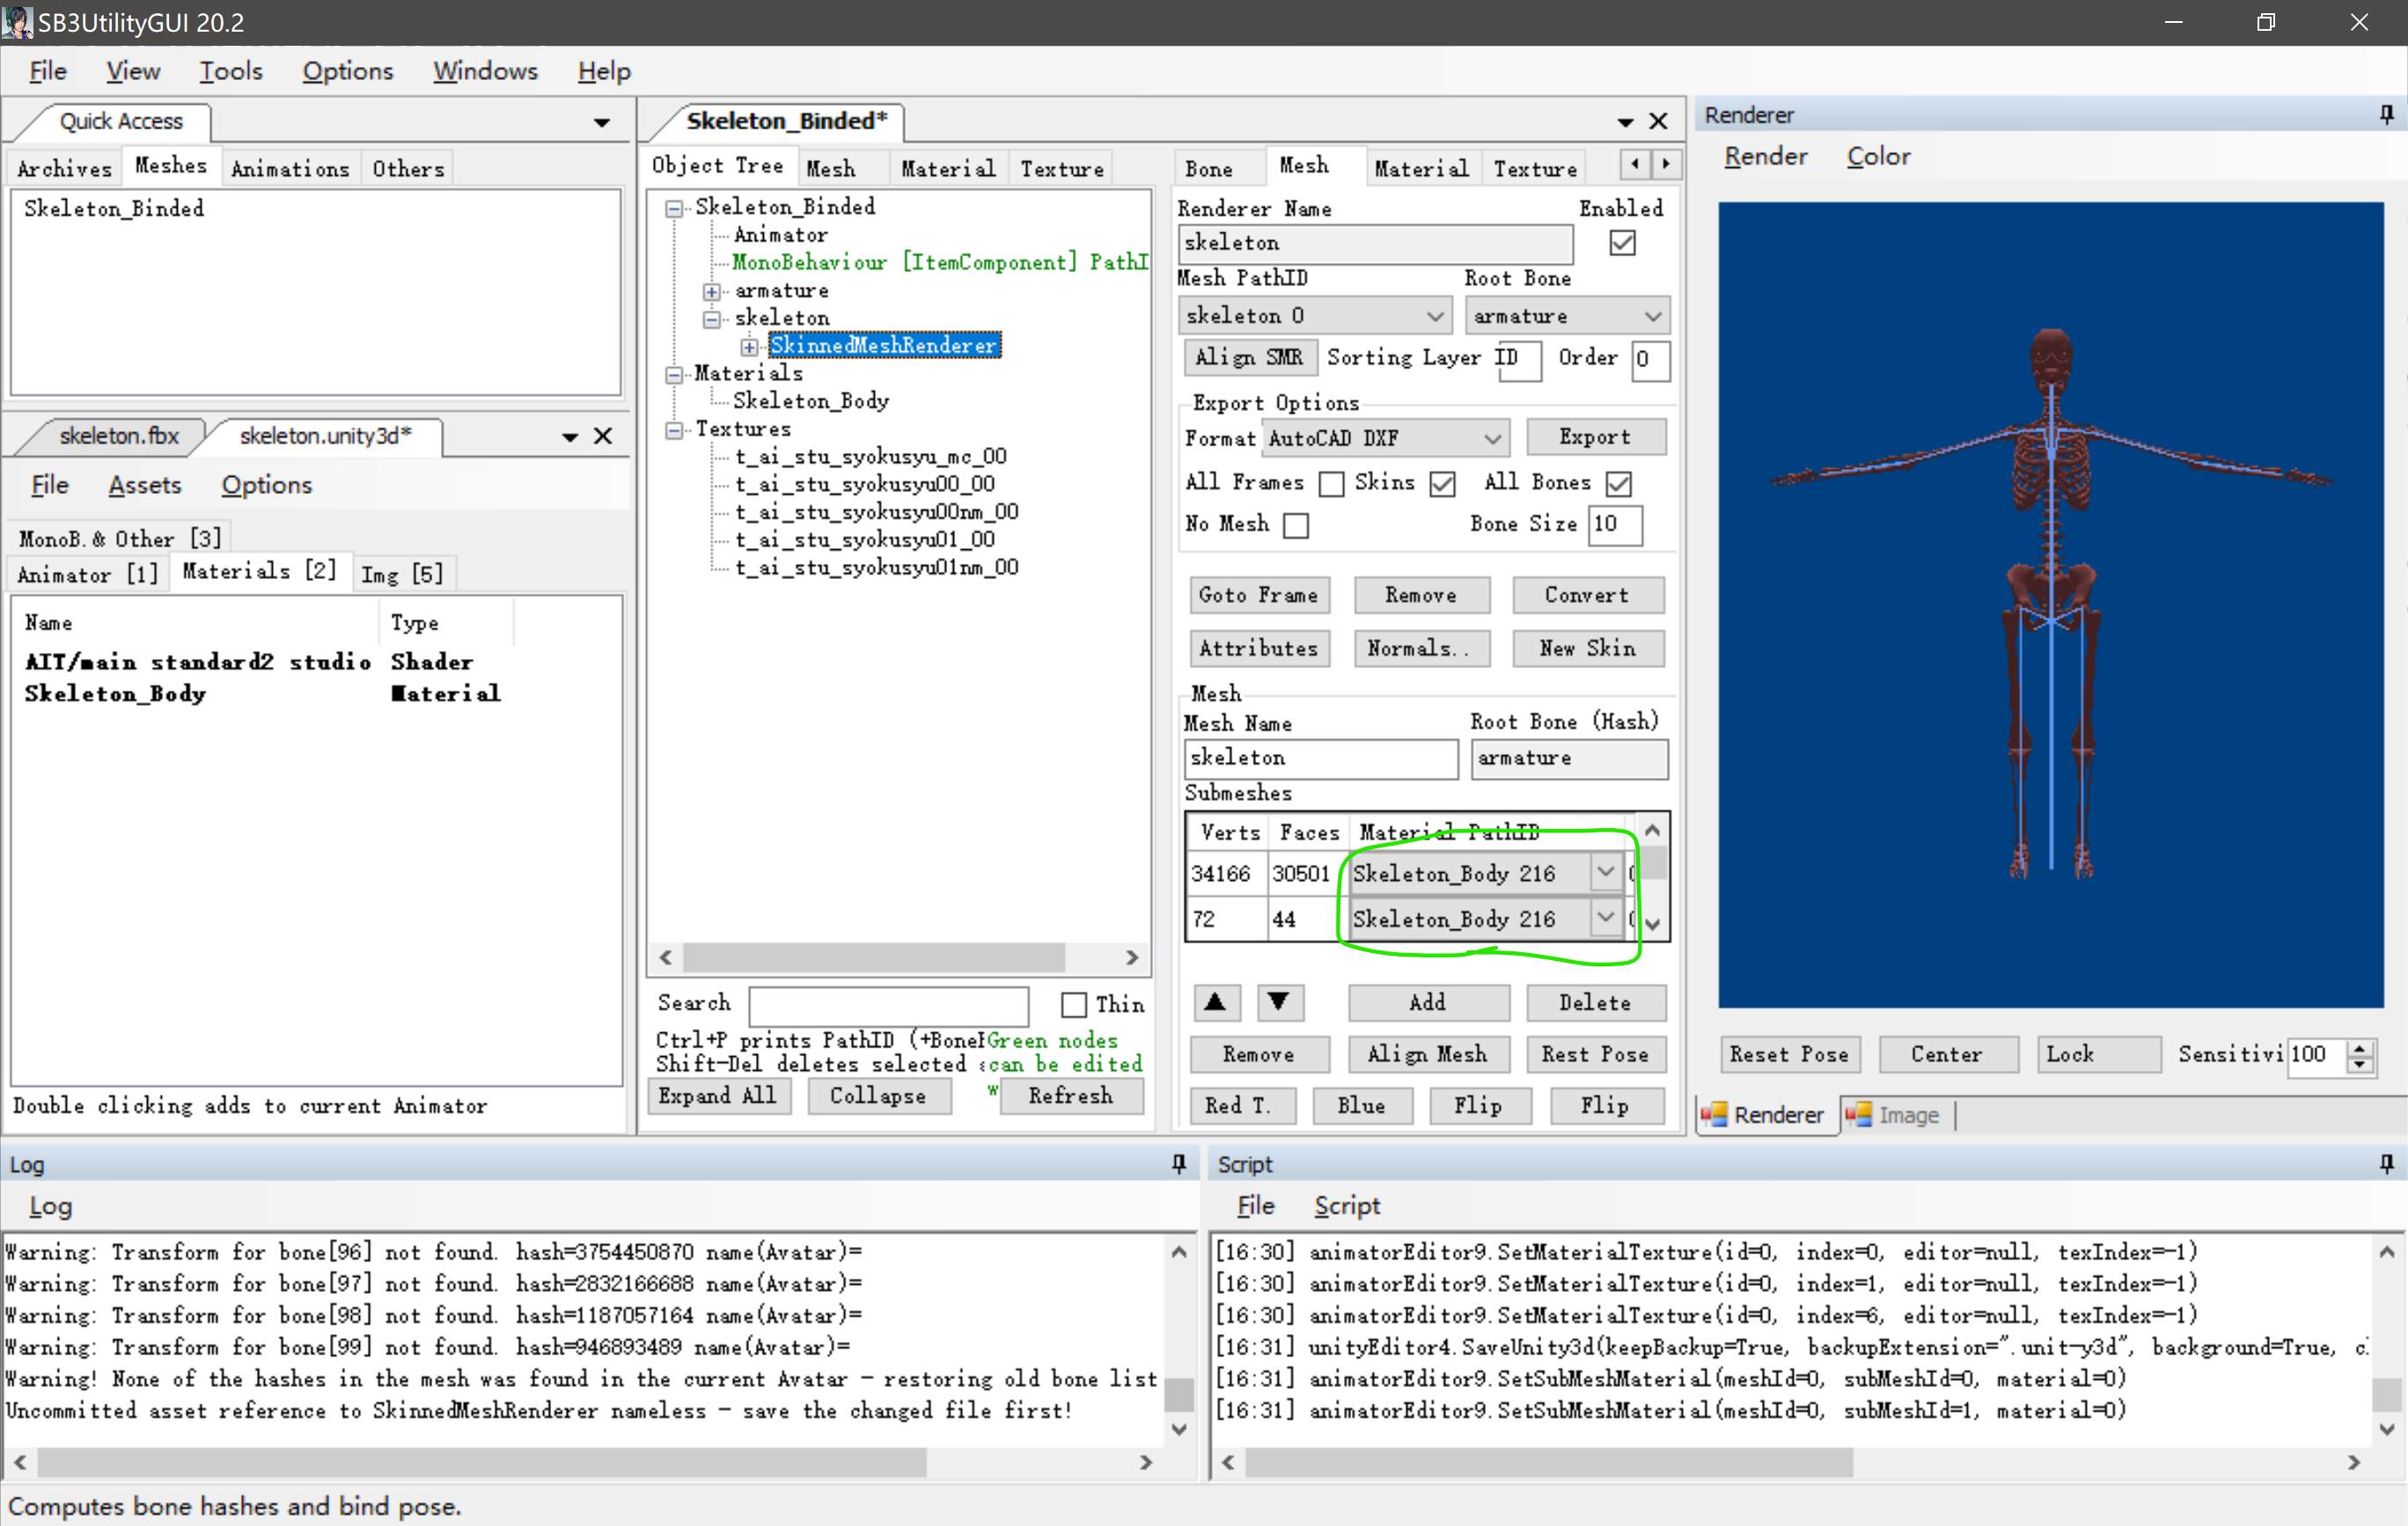 SB3UtilityGUI 20.2
File View Tools Options Windows Help
Quick Access
Archives Meshes Animations Others
Skeleton_Binded
skeleton.fbx skeleton.unity3d*
File Assets Options
MonoB.& Other [3]
Animator [1] Materials [2] Img [5]
Name Type
AIT/main standard2 studio Shader
Skeleton_Body Material
Double clicking adds to current Animator
Skeleton_Binded*
Object Tree Mesh Material Texture
Skeleton_Binded
Animator
MonoBehaviour [ItemComponent] PathI
armature
skeleton
SkinnedMeshRenderer
Materials
Skeleton_Body
Textures
t_ai_stu_syokusyu_mc_00
t_ai_stu_syokusyu00_00
t_ai_stu_syokusyu00nm_00
t_ai_stu_syokusyu01_00
t_ai_stu_syokusyu01nm_00
Search Thin
Ctrl+P prints PathID (+Bone Green nodes
Shift-Del deletes selected can be edited
w
Expand All Collapse Refresh
Bone Mesh Material Texture
Renderer Name Enabled
skeleton
Mesh PathID Root Bone
skeleton 0 armature
Align SMR Sorting Layer ID Order 0
Export Options
Format AutoCAD DXF Export
All Frames Skins All Bones
No Mesh Bone Size 10
Goto Frame Remove Convert
Attributes Normals.. New Skin
Mesh
Mesh Name Root Bone (Hash)
skeleton armature
Submeshes
Verts Faces Material PathID
34166 30501 Skeleton_Body 216
72 44 Skeleton_Body 216
▲ ▼ Add Delete
Remove Align Mesh Rest Pose
Red T. Blue Flip Flip
Renderer
Render Color
Reset Pose Center Lock Sensitivi 100
Renderer Image
Log
Log
Warning: Transform for bone[96] not found. hash=3754450870 name(Avatar)=
Warning: Transform for bone[97] not found. hash=2832166688 name(Avatar)=
Warning: Transform for bone[98] not found. hash=1187057164 name(Avatar)=
Warning: Transform for bone[99] not found. hash=946893489 name(Avatar)=
Warning! None of the hashes in the mesh was found in the current Avatar - restoring old bone list
Uncommitted asset reference to SkinnedMeshRenderer nameless - save the changed file first!
Script
File Script
[16:30] animatorEditor9.SetMaterialTexture(id=0, index=0, editor=null, texIndex=-1)
[16:30] animatorEditor9.SetMaterialTexture(id=0, index=1, editor=null, texIndex=-1)
[16:30] animatorEditor9.SetMaterialTexture(id=0, index=6, editor=null, texIndex=-1)
[16:31] unityEditor4.SaveUnity3d(keepBackup=True, backupExtension=".unit-y3d", background=True, c
[16:31] animatorEditor9.SetSubMeshMaterial(meshId=0, subMeshId=0, material=0)
[16:31] animatorEditor9.SetSubMeshMaterial(meshId=0, subMeshId=1, material=0)
Computes bone hashes and bind pose.